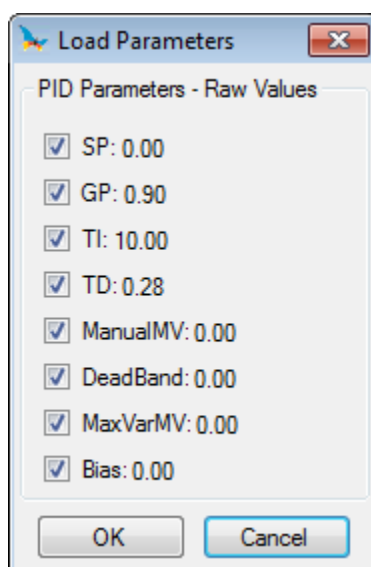 Load Parameters
PID Parameters - Raw Values
SP: 0.00
GP: 0.90
TI: 10.00
TD: 0.28
ManualMV: 0.00
DeadBand: 0.00
MaxVarMV: 0.00
Bias: 0.00
OK Cancel